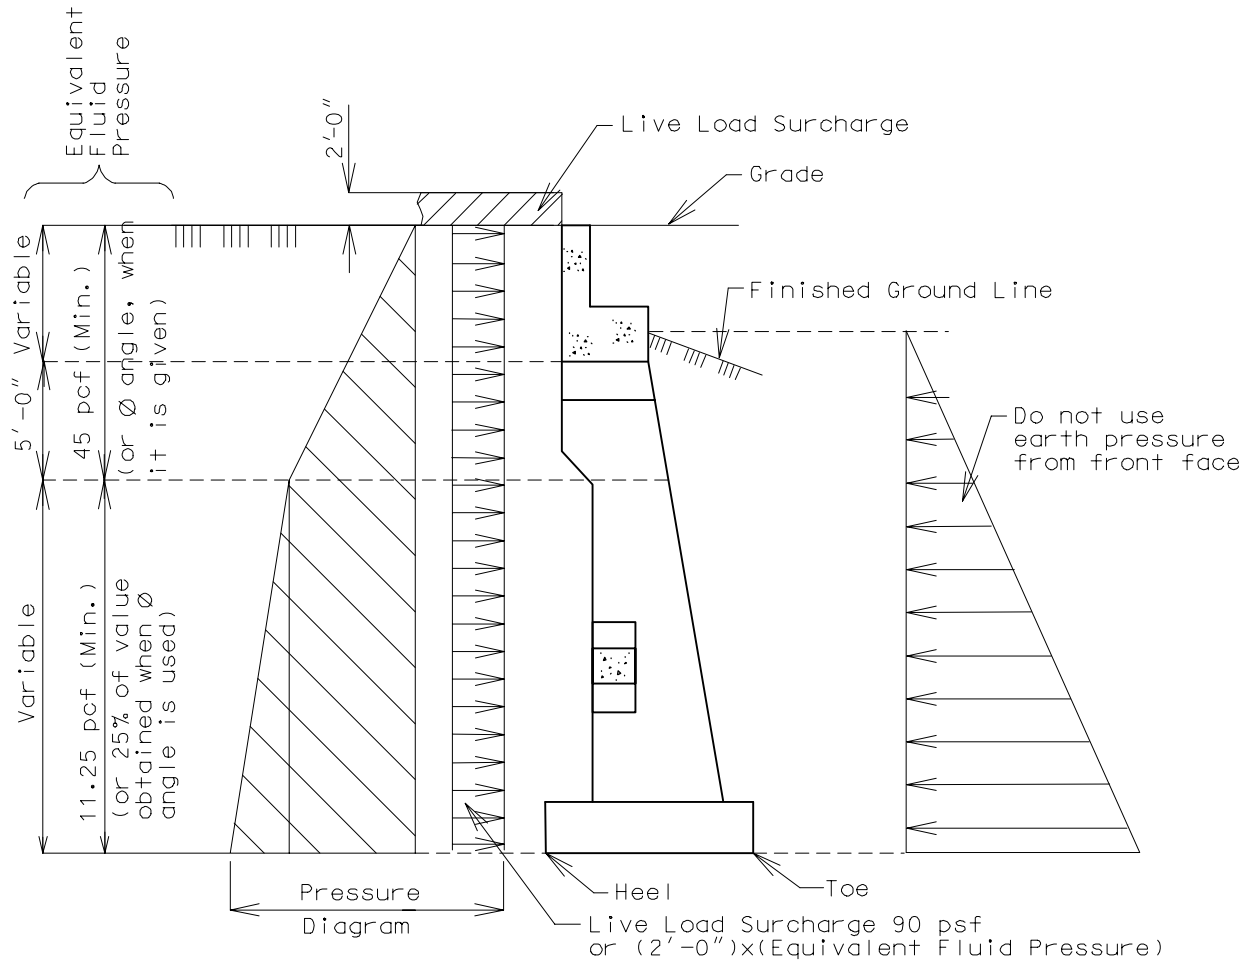 Equivalent
Fluid
Pressure
2'-0"
Live Load Surcharge
Grade
Finished Ground Line
Variable
5'-0"
45 pcf (Min.)
(or Ø angle, when
it is given)
Do not use
earth pressure
from front face
Variable
11.25 pcf (Min.)
(or 25% of value
obtained when Ø
angle is used)
Pressure
Diagram
Heel
Toe
Live Load Surcharge 90 psf
or (2'-0")x(Equivalent Fluid Pressure)